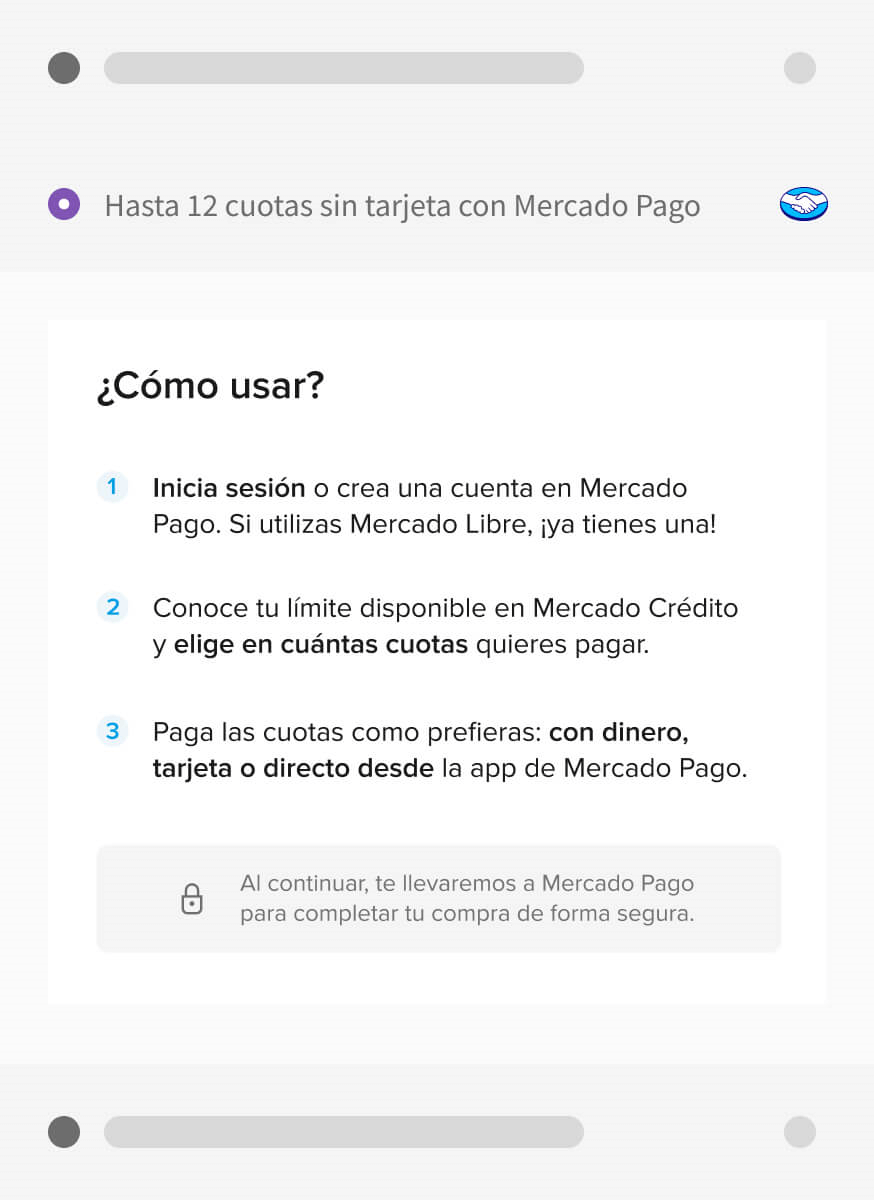 Hasta 12 cuotas sin tarjeta con Mercado Pago
¿Cómo usar?
1 Inicia sesión o crea una cuenta en Mercado
Pago. Si utilizas Mercado Libre, ¡ya tienes una!
2 Conoce tu límite disponible en Mercado Crédito
y elige en cuántas cuotas quieres pagar.
3 Paga las cuotas como prefieras: con dinero,
tarjeta o directo desde la app de Mercado Pago.
Al continuar, te llevaremos a Mercado Pago
para completar tu compra de forma segura.